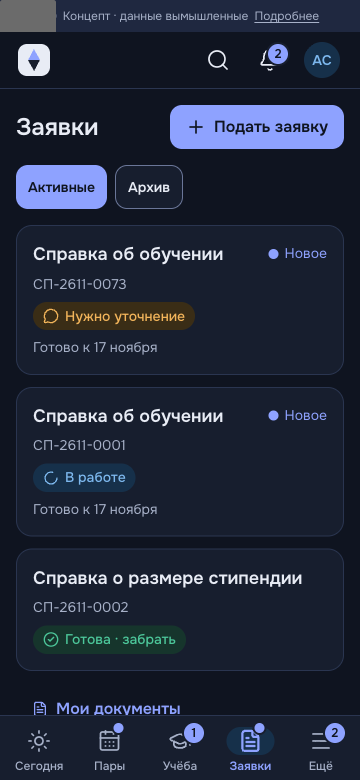 Концепт · данные вымышленные Подробнее
2
АС
Заявки
+ Подать заявку
Активные
Архив
Справка об обучении
Новое
СП-2611-0073
Нужно уточнение
Готово к 17 ноября
Справка об обучении
Новое
СП-2611-0001
В работе
Готово к 17 ноября
Справка о размере стипендии
СП-2611-0002
Готова · забрать
Мои документы
1
2
Сегодня
Пары
Учёба
Заявки
Ещё